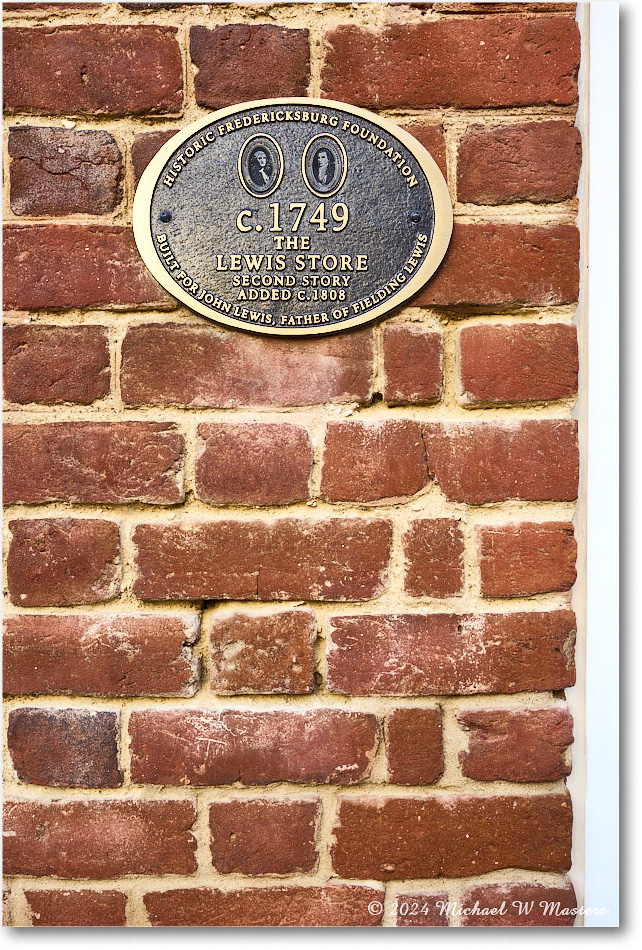 HISTORIC FREDERICKSBURG FOUNDATION
c.1749
THE
LEWIS STORE
SECOND STORY
ADDED C.1808
BUILT FOR JOHN LEWIS, FATHER OF FIELDING LEWIS
© 2024 Michael W Masters